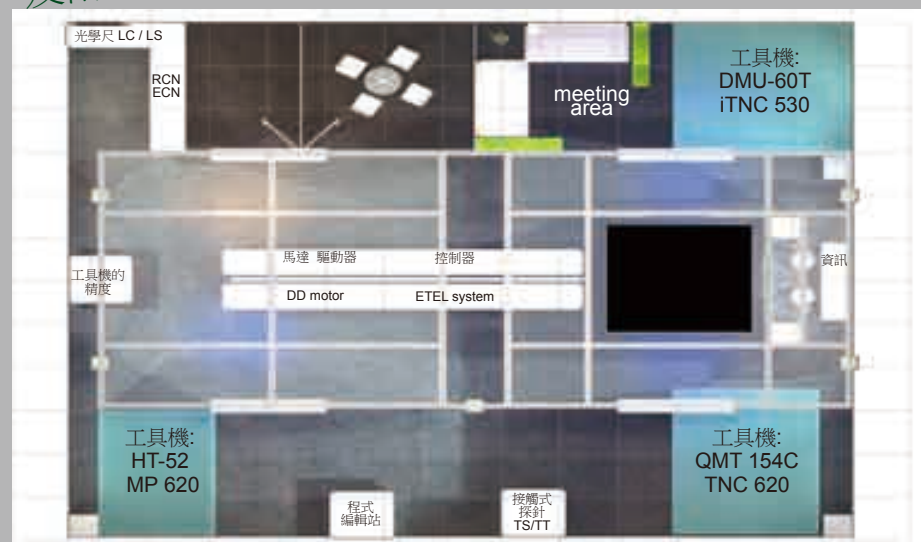 光學尺 LC / LS
RCN
ECN
meeting
area
工具機:
DMU-60T
iTNC 530
馬達 驅動器
控制器
資訊
工具機的
精度
DD motor
ETEL system
工具機:
HT-52
MP 620
程式
編輯站
接觸式
探針
TS/TT
工具機:
QMT 154C
TNC 620